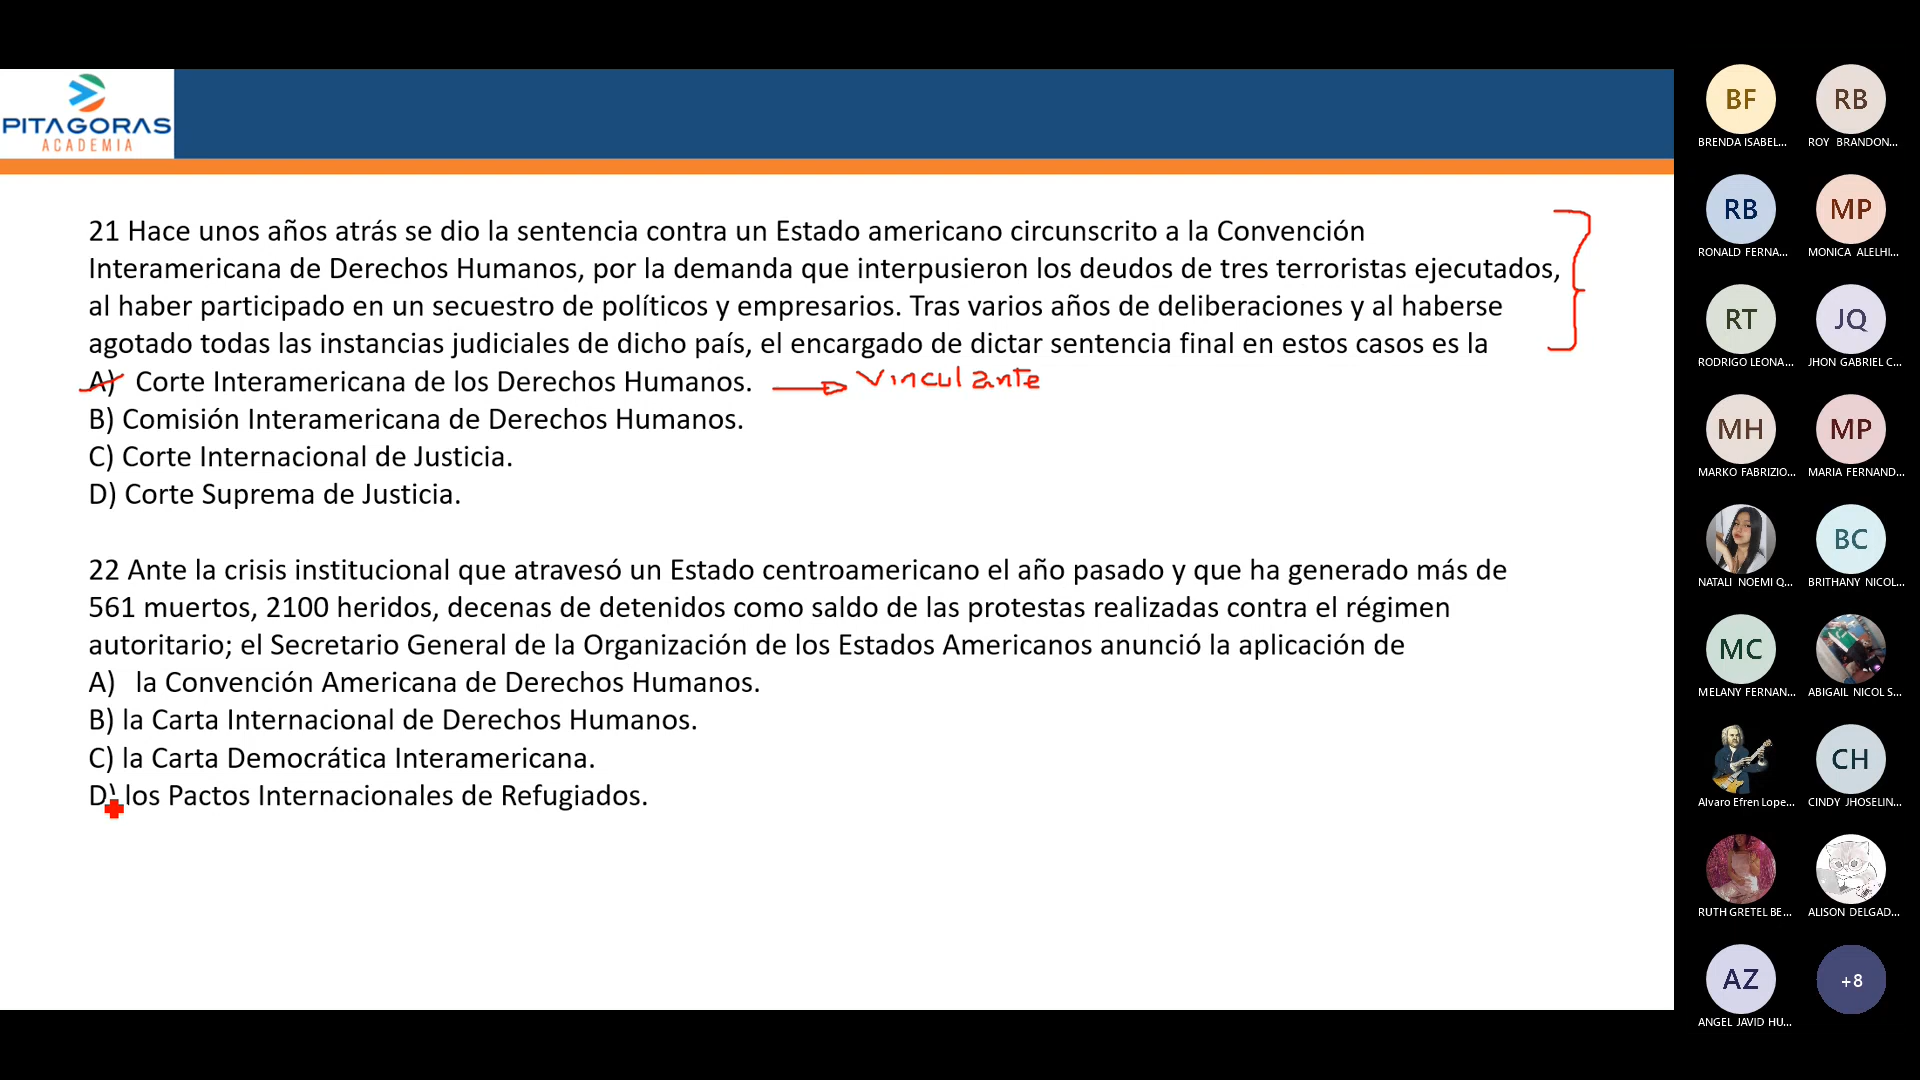 PITAGORAS
ACADEMIA
21 Hace unos años atrás se dio la sentencia contra un Estado americano circunscrito a la Convención
Interamericana de Derechos Humanos, por la demanda que interpusieron los deudos de tres terroristas ejecutados,
al haber participado en un secuestro de políticos y empresarios. Tras varios años de deliberaciones y al haberse
agotado todas las instancias judiciales de dicho país, el encargado de dictar sentencia final en estos casos es la
A) Corte Interamericana de los Derechos Humanos. Vinculante
B) Comisión Interamericana de Derechos Humanos.
C) Corte Internacional de Justicia.
D) Corte Suprema de Justicia.
22 Ante la crisis institucional que atravesó un Estado centroamericano el año pasado y que ha generado más de
561 muertos, 2100 heridos, decenas de detenidos como saldo de las protestas realizadas contra el régimen
autoritario; el Secretario General de la Organización de los Estados Americanos anunció la aplicación de
A) la Convención Americana de Derechos Humanos.
B) la Carta Internacional de Derechos Humanos.
C) la Carta Democrática Interamericana.
D) los Pactos Internacionales de Refugiados.
BF RB
BRENDA ISABEL... ROY BRANDON...
RB MP
RONALD FERNA... MONICA ALELHI...
RT JQ
RODRIGO LEONA... JHON GABRIEL C...
MH MP
MARKO FABRIZIO... MARIA FERNAND...
BC
NATALI NOEMI Q... BRITHANY NICOL...
MC
MELANY FERNAN... ABIGAIL NICOL S...
CH
Alvaro Efren Lope... CINDY JHOSELIN...
RUTH GRETEL BE... ALISON DELGAD...
AZ +8
ANGEL JAVID HU...